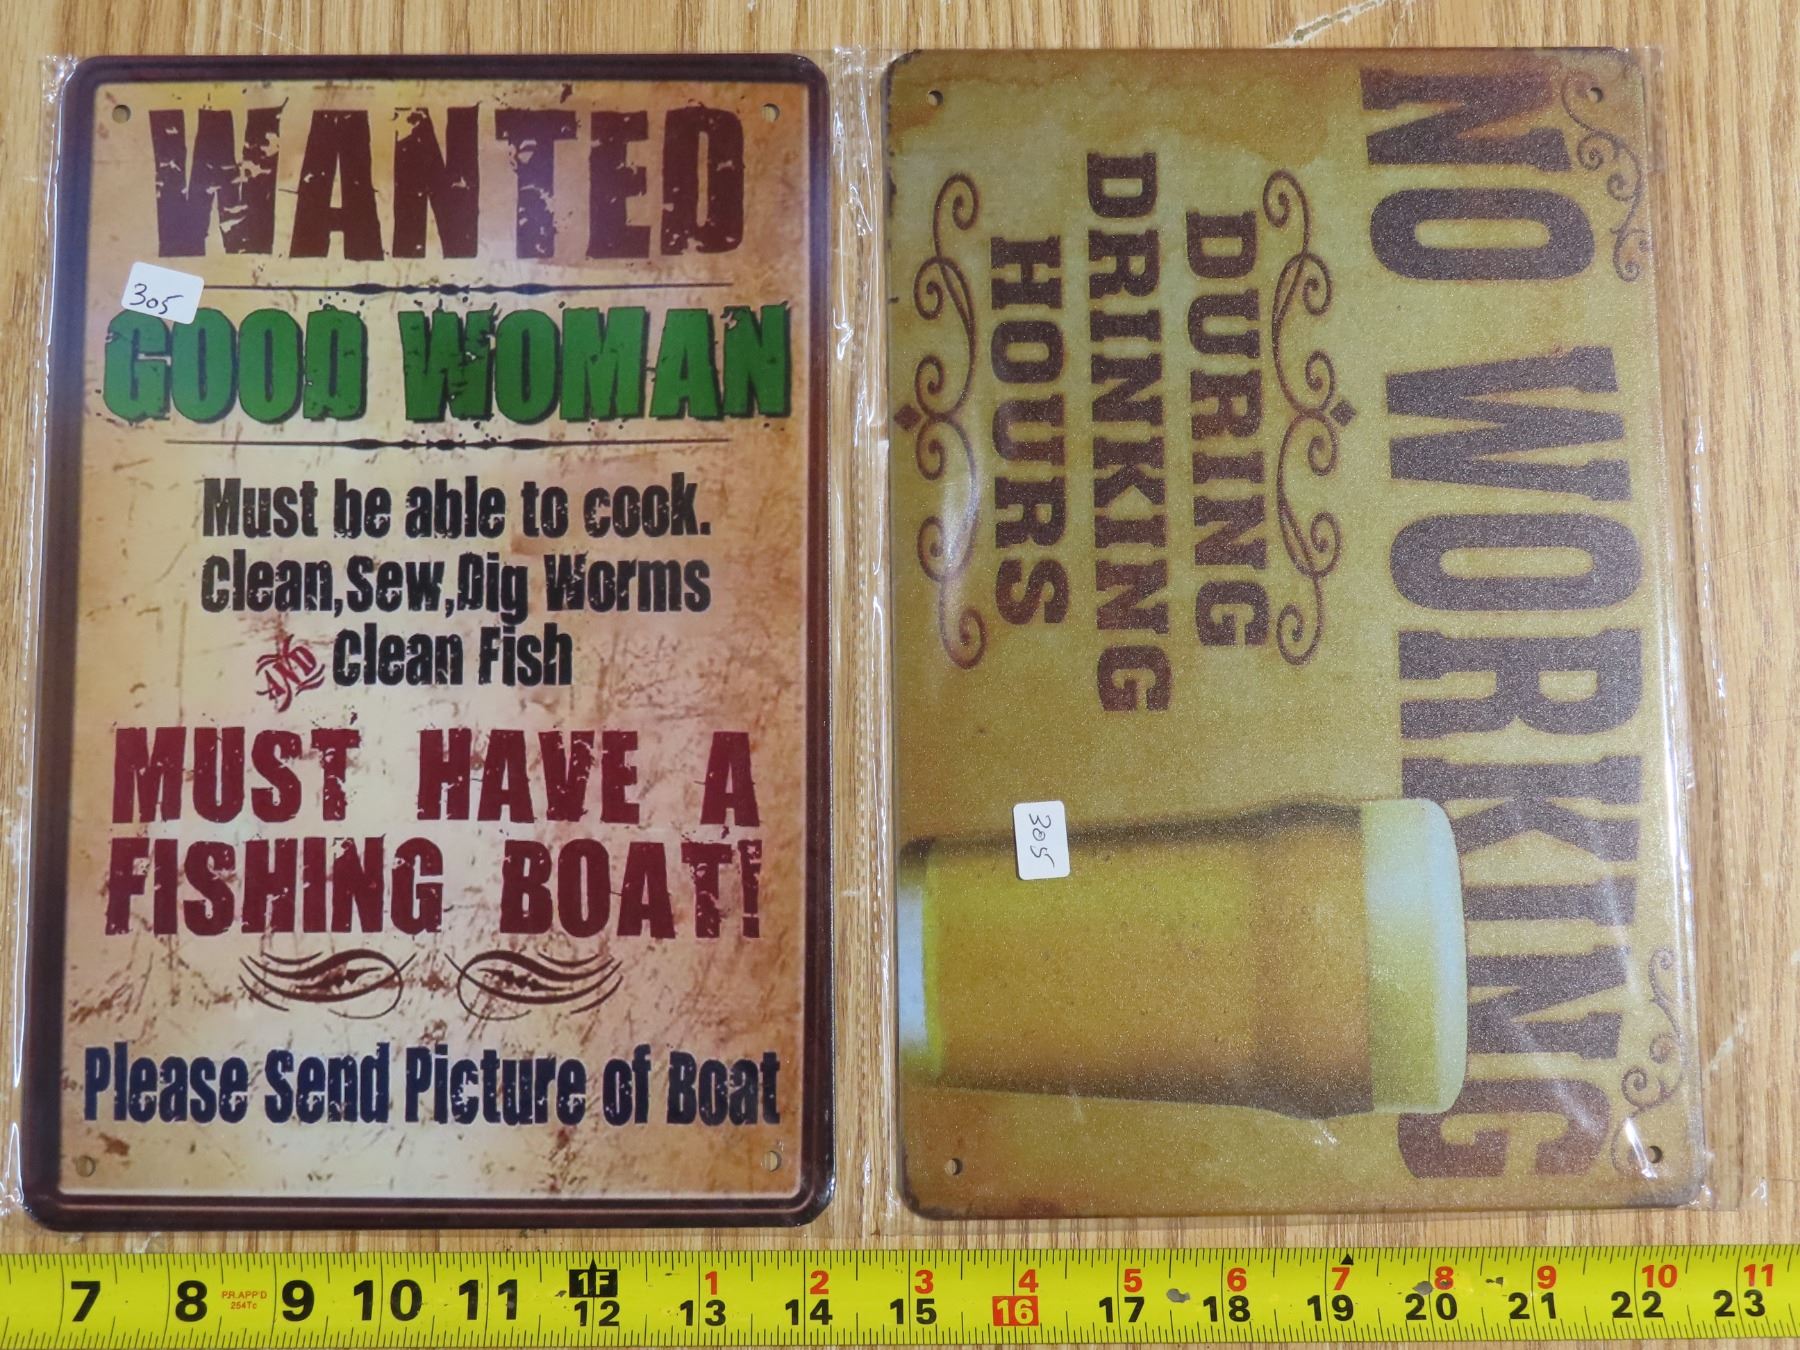 WANTED
305
GOOD WOMAN
Must be able to cook.
Clean,Sew,Dig Worms
AND Clean Fish
MUST HAVE A
FISHING BOAT!
Please Send Picture of Boat
NO WORKING
DURING
DRINKING
HOURS
305
1F 1 2 3 4 5 6 7 8 9 10 11
7 8 9 10 11 12 13 14 15 16 17 18 19 20 21 22 23
P.R.APP'D
254Tc